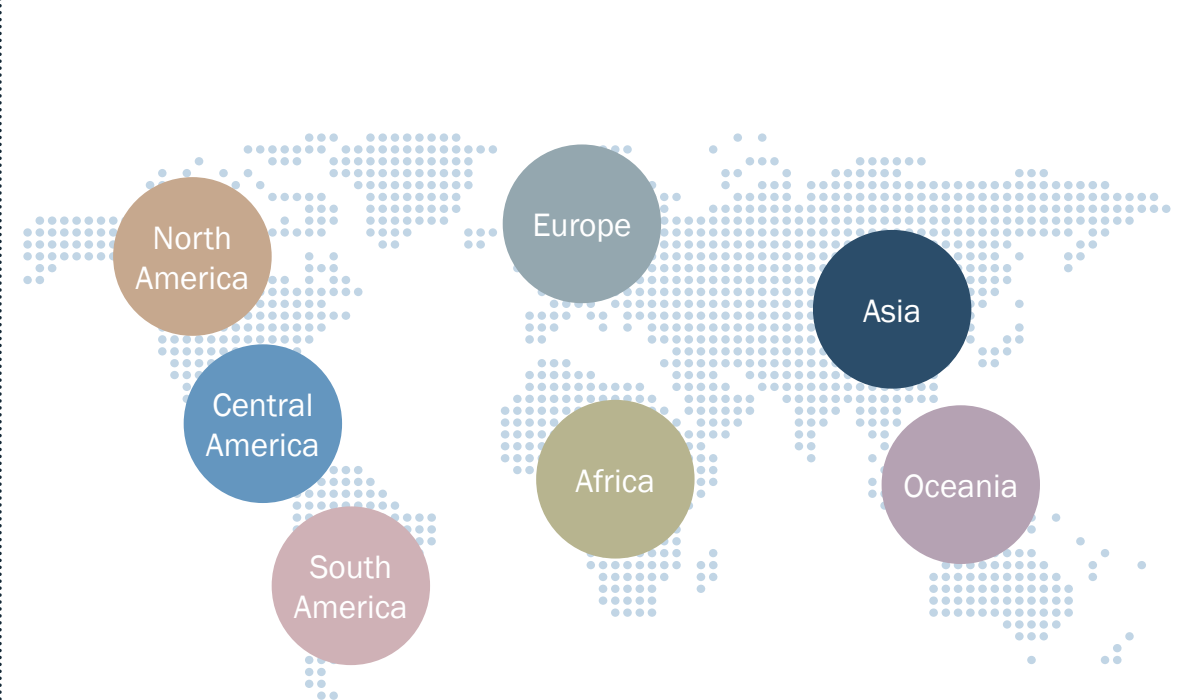 North
America
Europe
Asia
Central
America
Africa
Oceania
South
America